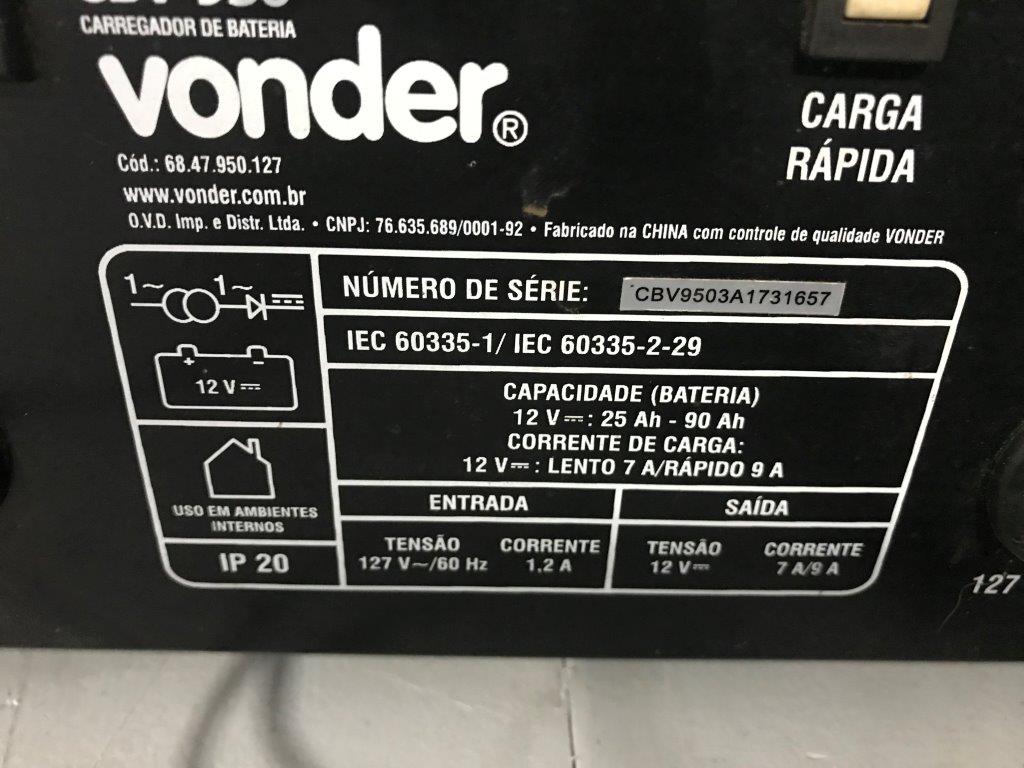 CARREGADOR DE BATERIA
vonder®
Cód.: 68.47.950.127
www.vonder.com.br
O.V.D. Imp. e Distr. Ltda. • CNPJ: 76.635.689/0001-92 • Fabricado na CHINA com controle de qualidade VONDER
CARGA
RÁPIDA
1~ 1~
+ −
12 V⎓
USO EM AMBIENTES
INTERNOS
IP 20
NÚMERO DE SÉRIE: CBV9503A1731657
IEC 60335-1/ IEC 60335-2-29
CAPACIDADE (BATERIA)
12 V⎓: 25 Ah - 90 Ah
CORRENTE DE CARGA:
12 V⎓: LENTO 7 A/RÁPIDO 9 A
ENTRADA
TENSÃO CORRENTE
127 V~/60 Hz 1,2 A
SAÍDA
TENSÃO CORRENTE
12 V⎓ 7 A/9 A
127